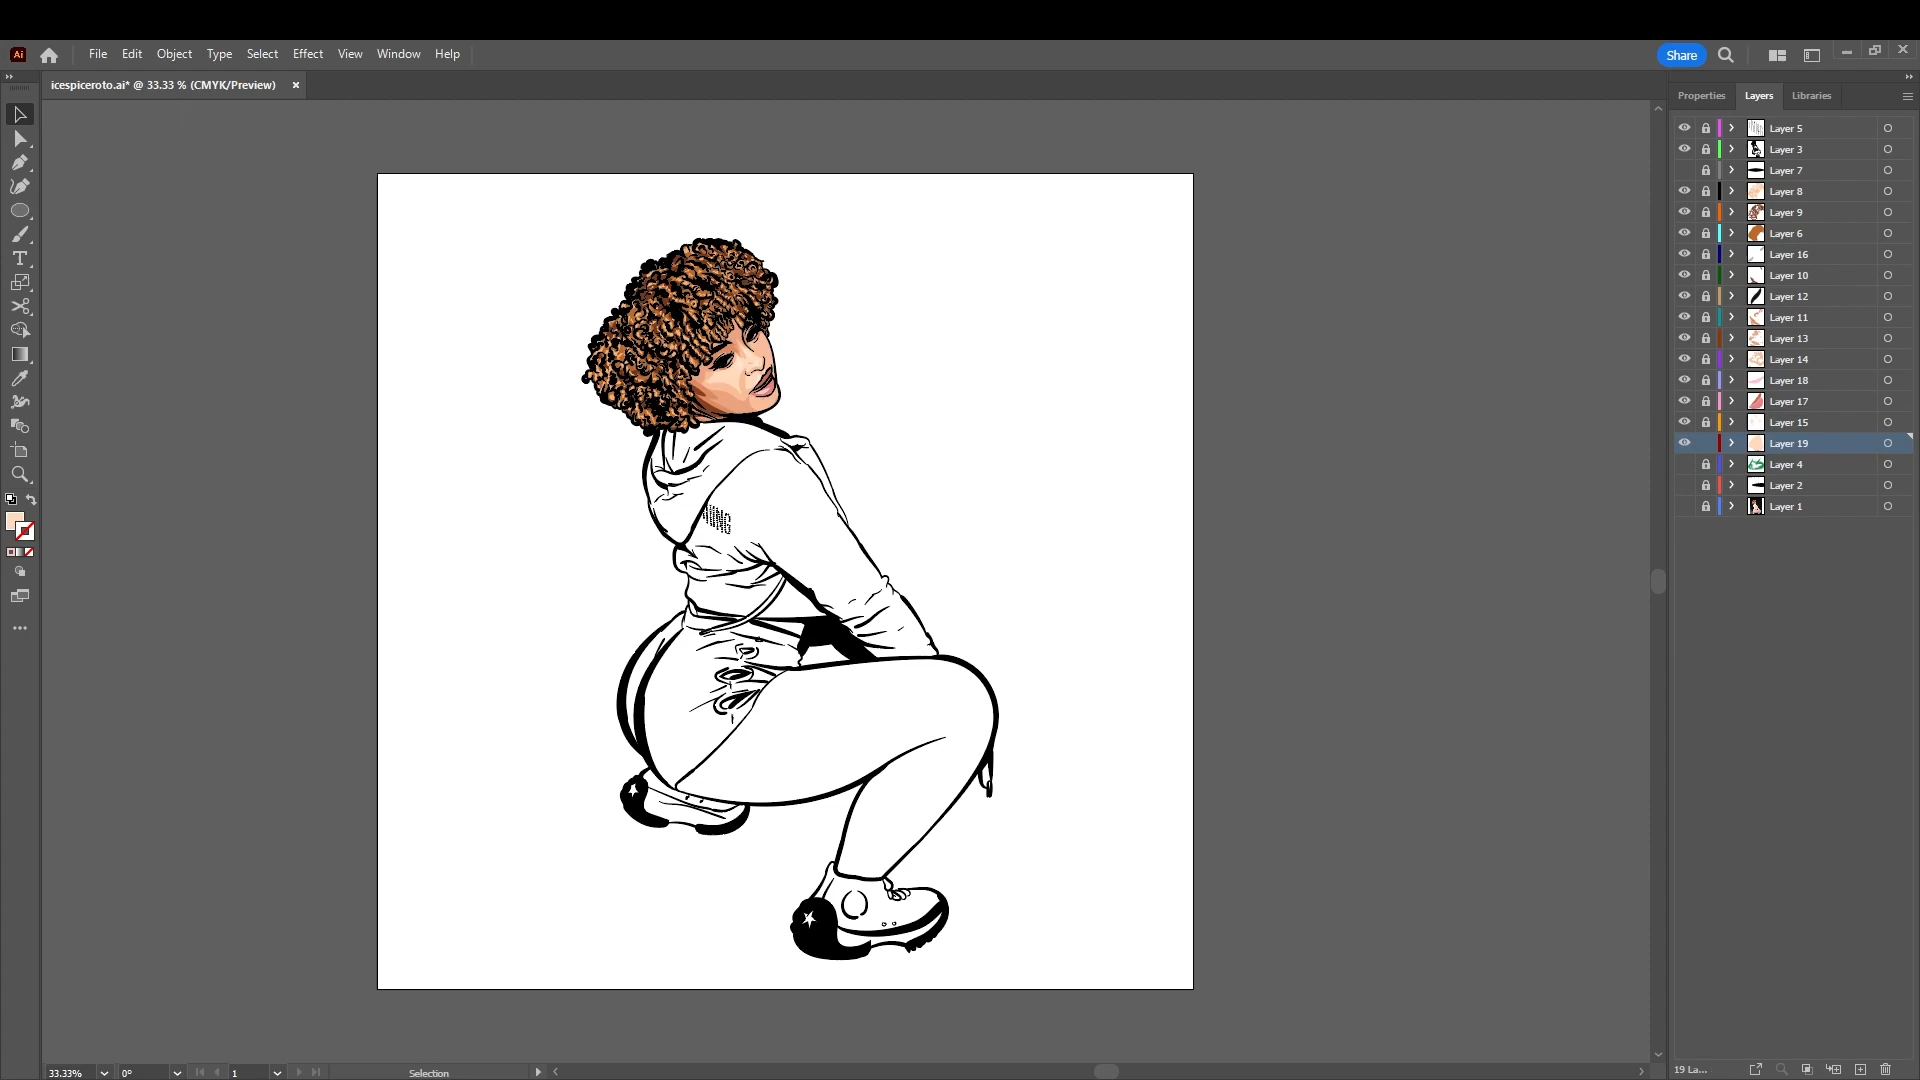 Ai File Edit Object Type Select Effect View Window Help Share
icespiceroto.ai* @ 33.33 % (CMYK/Preview)
Properties Layers Libraries
Layer 5
Layer 3
Layer 7
Layer 8
Layer 9
Layer 6
Layer 16
Layer 10
Layer 12
Layer 11
Layer 13
Layer 14
Layer 18
Layer 17
Layer 15
Layer 19
Layer 4
Layer 2
Layer 1
33.33% 0° 1 Selection
19 La...